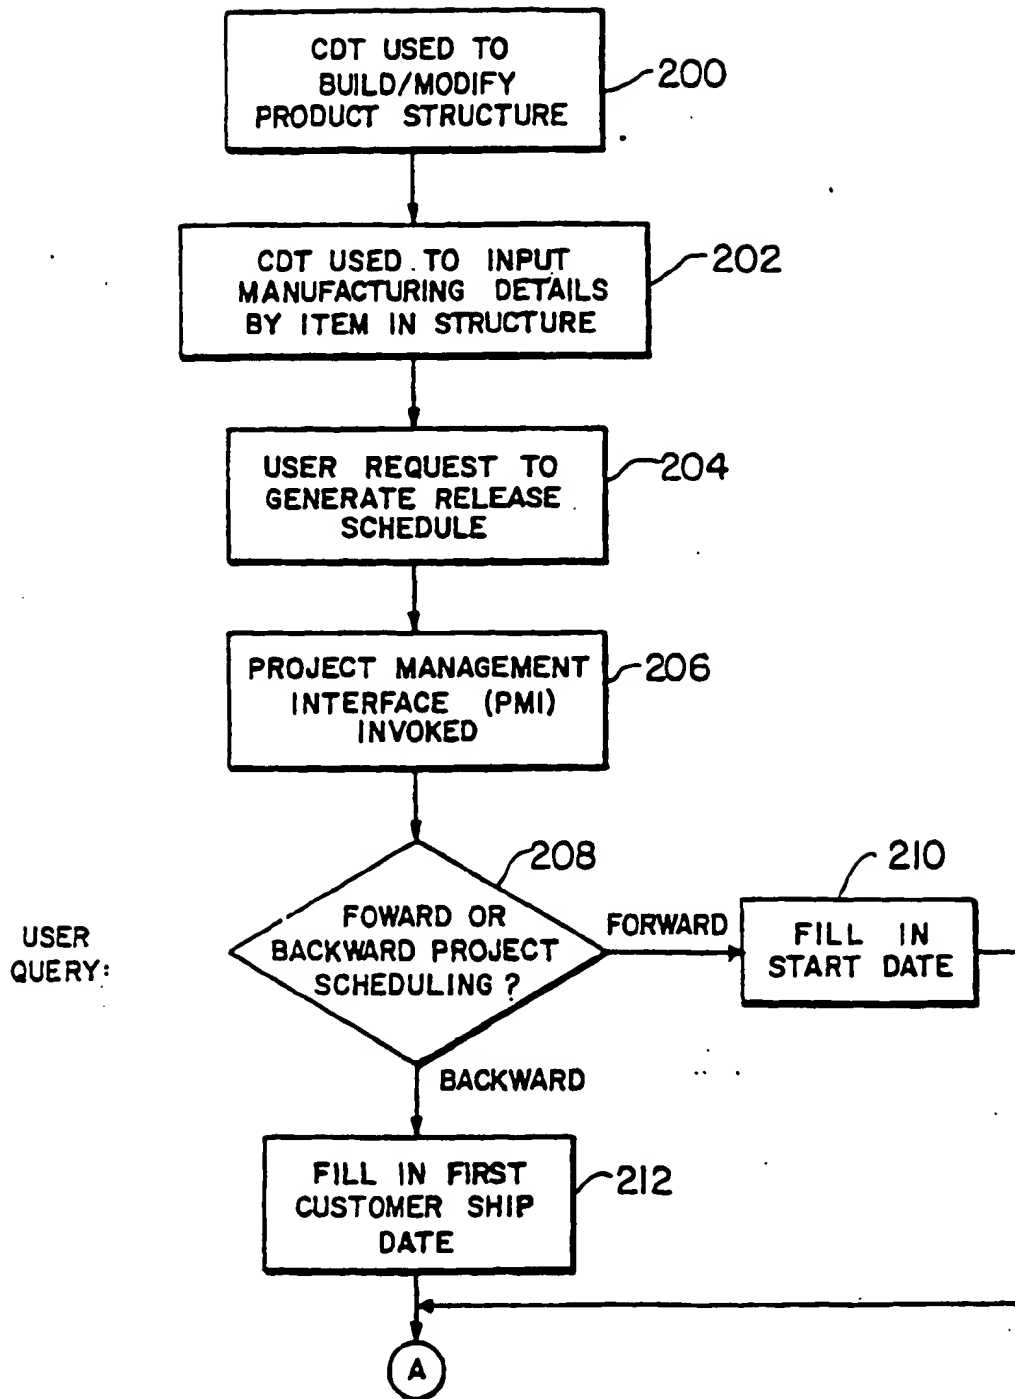 CDT USED TO
BUILD/MODIFY
PRODUCT STRUCTURE
200
CDT USED TO INPUT
MANUFACTURING DETAILS
BY ITEM IN STRUCTURE
202
USER REQUEST TO
GENERATE RELEASE
SCHEDULE
204
PROJECT MANAGEMENT
INTERFACE (PMI)
INVOKED
206
USER
QUERY:
FOWARD OR
BACKWARD PROJECT
SCHEDULING ?
208
FORWARD
FILL IN
START DATE
210
BACKWARD
FILL IN FIRST
CUSTOMER SHIP
DATE
212
A